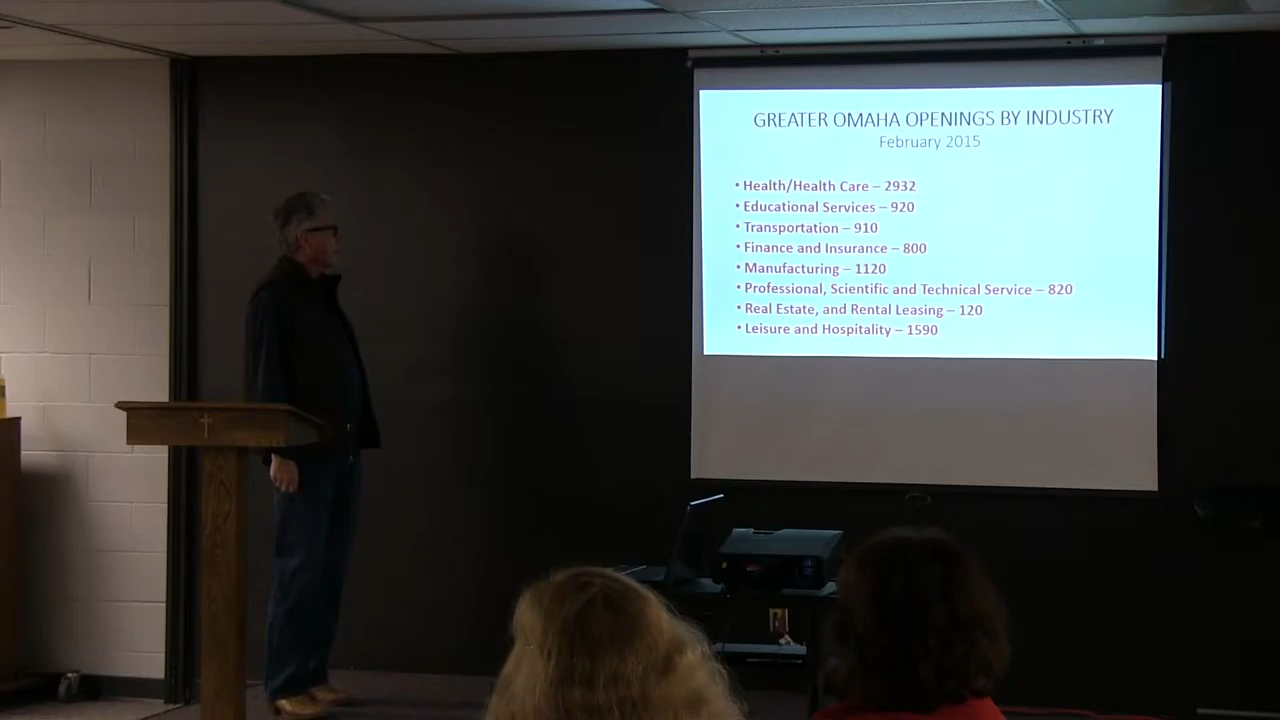 GREATER OMAHA OPENINGS BY INDUSTRY
February 2015
• Health/Health Care – 2932
• Educational Services – 920
• Transportation – 910
• Finance and Insurance – 800
• Manufacturing – 1120
• Professional, Scientific and Technical Service – 820
• Real Estate, and Rental Leasing – 120
• Leisure and Hospitality – 1590